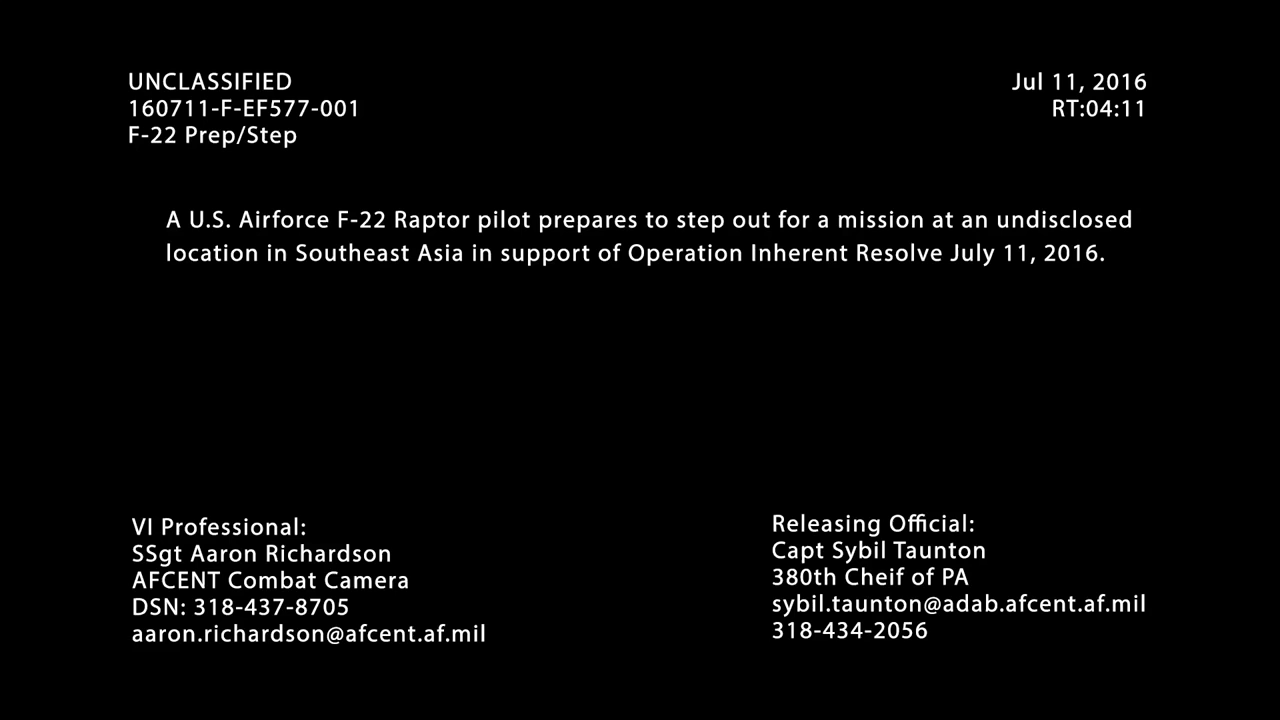 UNCLASSIFIED
160711-F-EF577-001
F-22 Prep/Step
Jul 11, 2016
RT:04:11
A U.S. Airforce F-22 Raptor pilot prepares to step out for a mission at an undisclosed
location in Southeast Asia in support of Operation Inherent Resolve July 11, 2016.
VI Professional:
SSgt Aaron Richardson
AFCENT Combat Camera
DSN: 318-437-8705
aaron.richardson@afcent.af.mil
Releasing Official:
Capt Sybil Taunton
380th Cheif of PA
sybil.taunton@adab.afcent.af.mil
318-434-2056